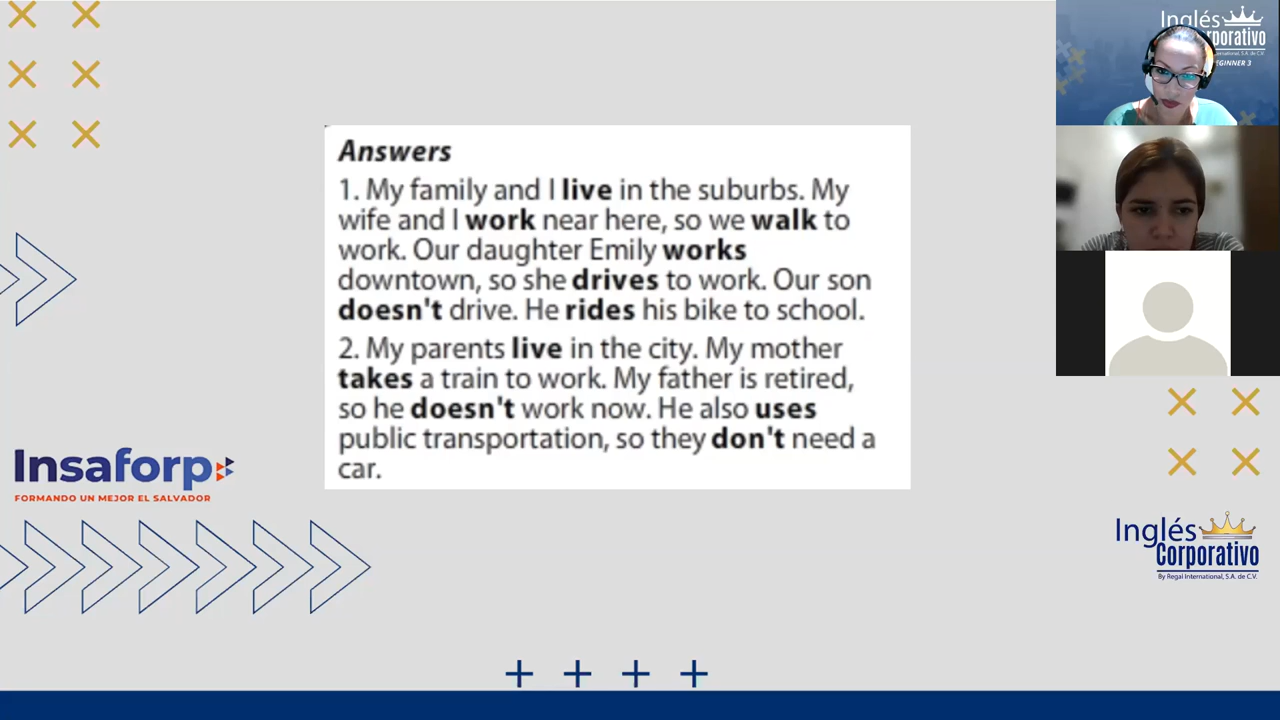 Answers
1. My family and I live in the suburbs. My
wife and I work near here, so we walk to
work. Our daughter Emily works
downtown, so she drives to work. Our son
doesn't drive. He rides his bike to school.
2. My parents live in the city. My mother
takes a train to work. My father is retired,
so he doesn't work now. He also uses
public transportation, so they don't need a
car.
Insaforp
FORMANDO UN MEJOR EL SALVADOR
Inglés
Corporativo
By Regal International, S.A. de C.V.
Inglés